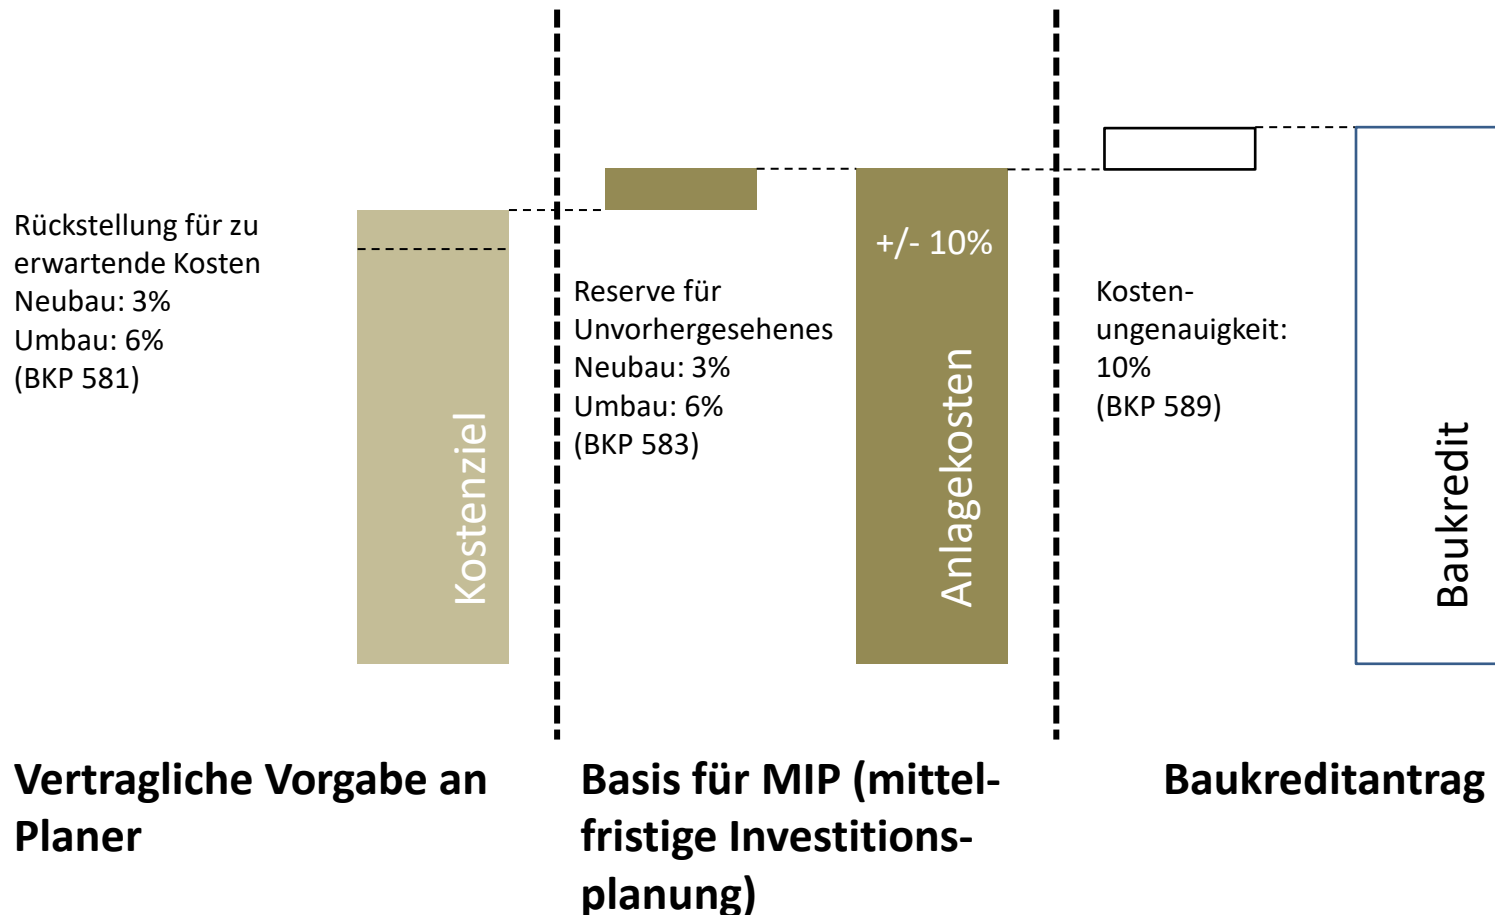 Rückstellung für zu
erwartende Kosten
Neubau: 3%
Umbau: 6%
(BKP 581)
Kostenziel
Reserve für
Unvorhergesehenes
Neubau: 3%
Umbau: 6%
(BKP 583)
+/- 10%
Anlagekosten
Kosten-
ungenauigkeit:
10%
(BKP 589)
Baukredit
Vertragliche Vorgabe an
Planer
Basis für MIP (mittel-
fristige Investitions-
planung)
Baukreditantrag